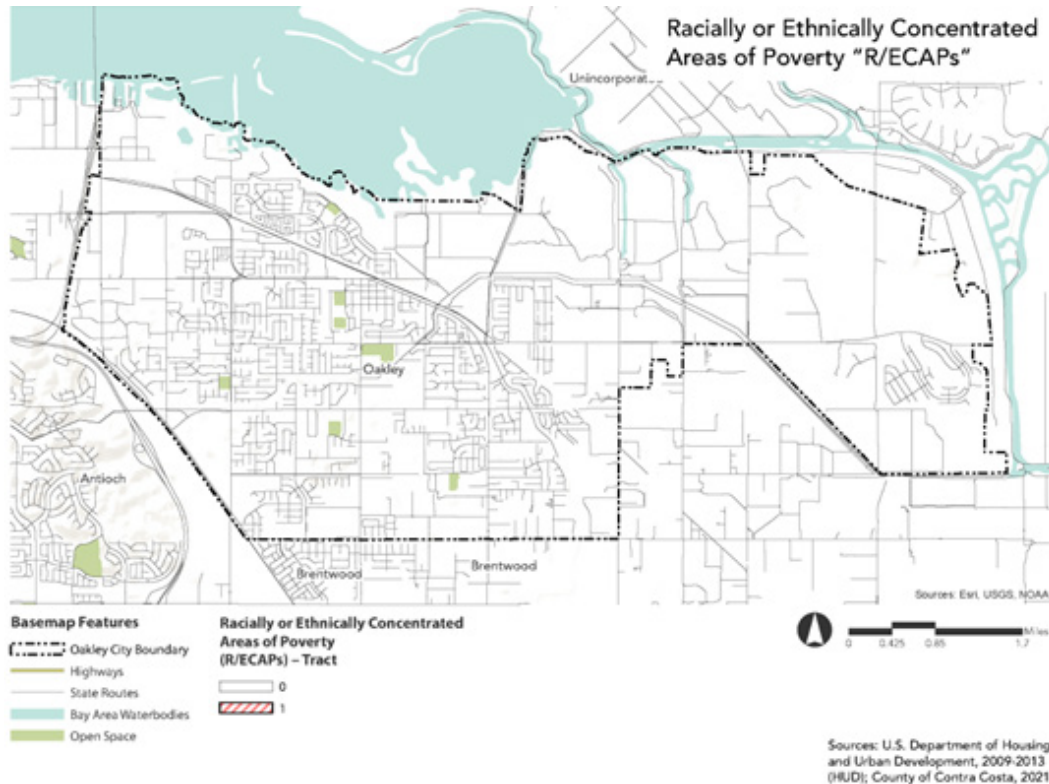 Racially or Ethnically Concentrated
Areas of Poverty "R/ECAPs"
Unincorporat...
Oakley
Antioch
Brentwood
Brentwood
Sources: Esri, USGS, NOAA
Basemap Features
Oakley City Boundary
Highways
State Routes
Bay Area Waterbodies
Open Space
Racially or Ethnically Concentrated
Areas of Poverty
(R/ECAPs) – Tract
0
1
Miles
0 0.425 0.85 1.7
Sources: U.S. Department of Housing
and Urban Development, 2009-2013
(HUD); County of Contra Costa, 2021